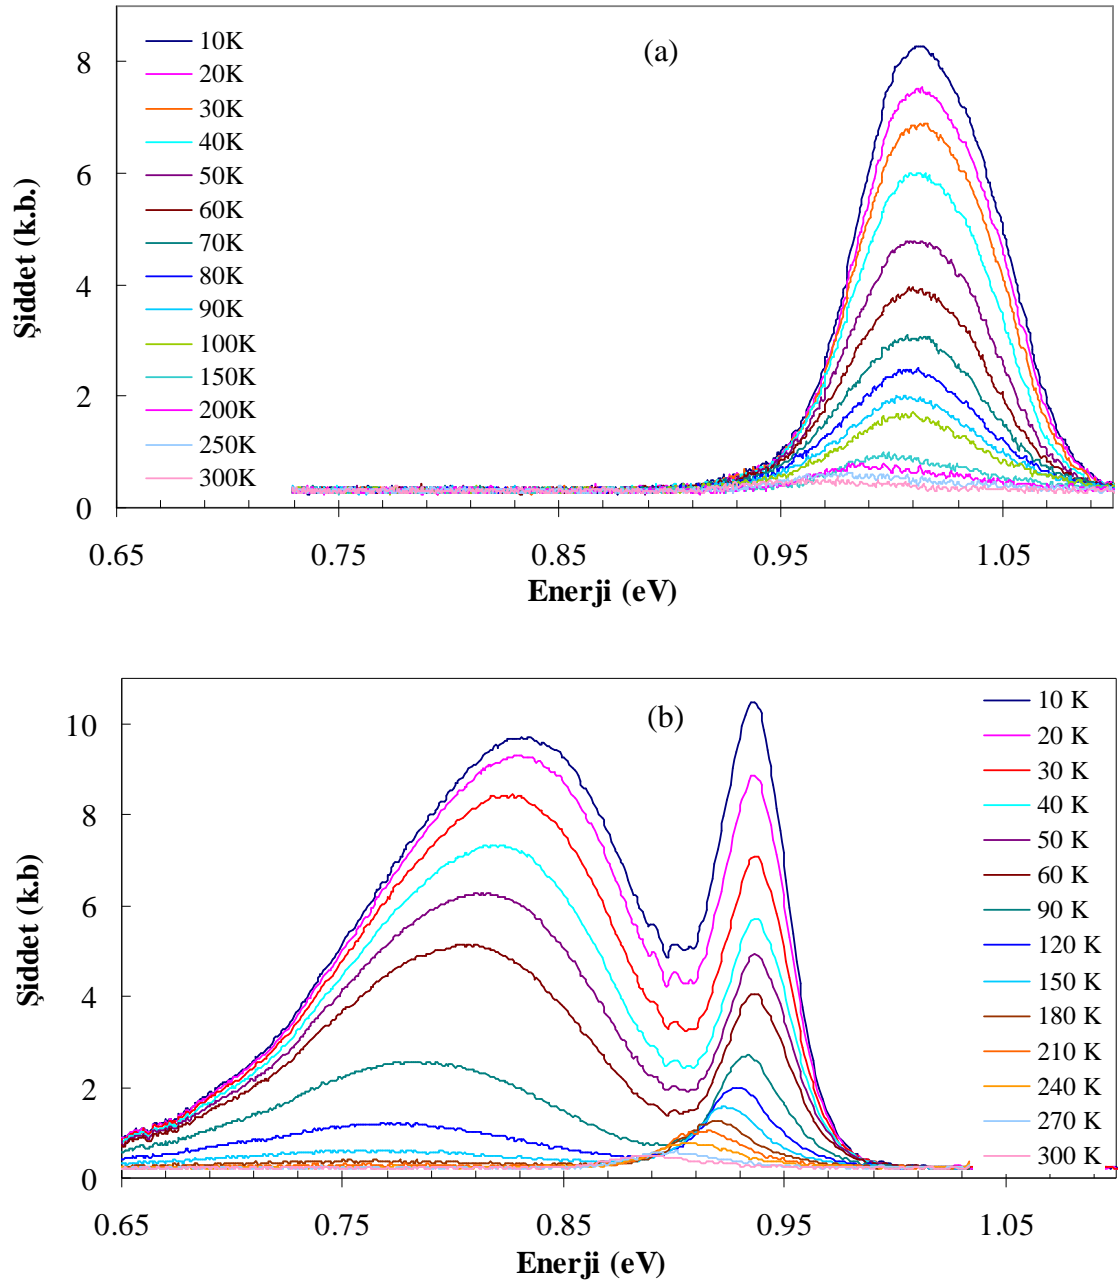 (a)
10K
20K
30K
40K
50K
60K
70K
80K
90K
100K
150K
200K
250K
300K
Şiddet (k.b.)
8
6
4
2
0
0.65 0.75 0.85 0.95 1.05
Enerji (eV)
(b)
10 K
20 K
30 K
40 K
50 K
60 K
90 K
120 K
150 K
180 K
210 K
240 K
270 K
300 K
Şiddet (k.b)
10
8
6
4
2
0
0.65 0.75 0.85 0.95 1.05
Enerji (eV)